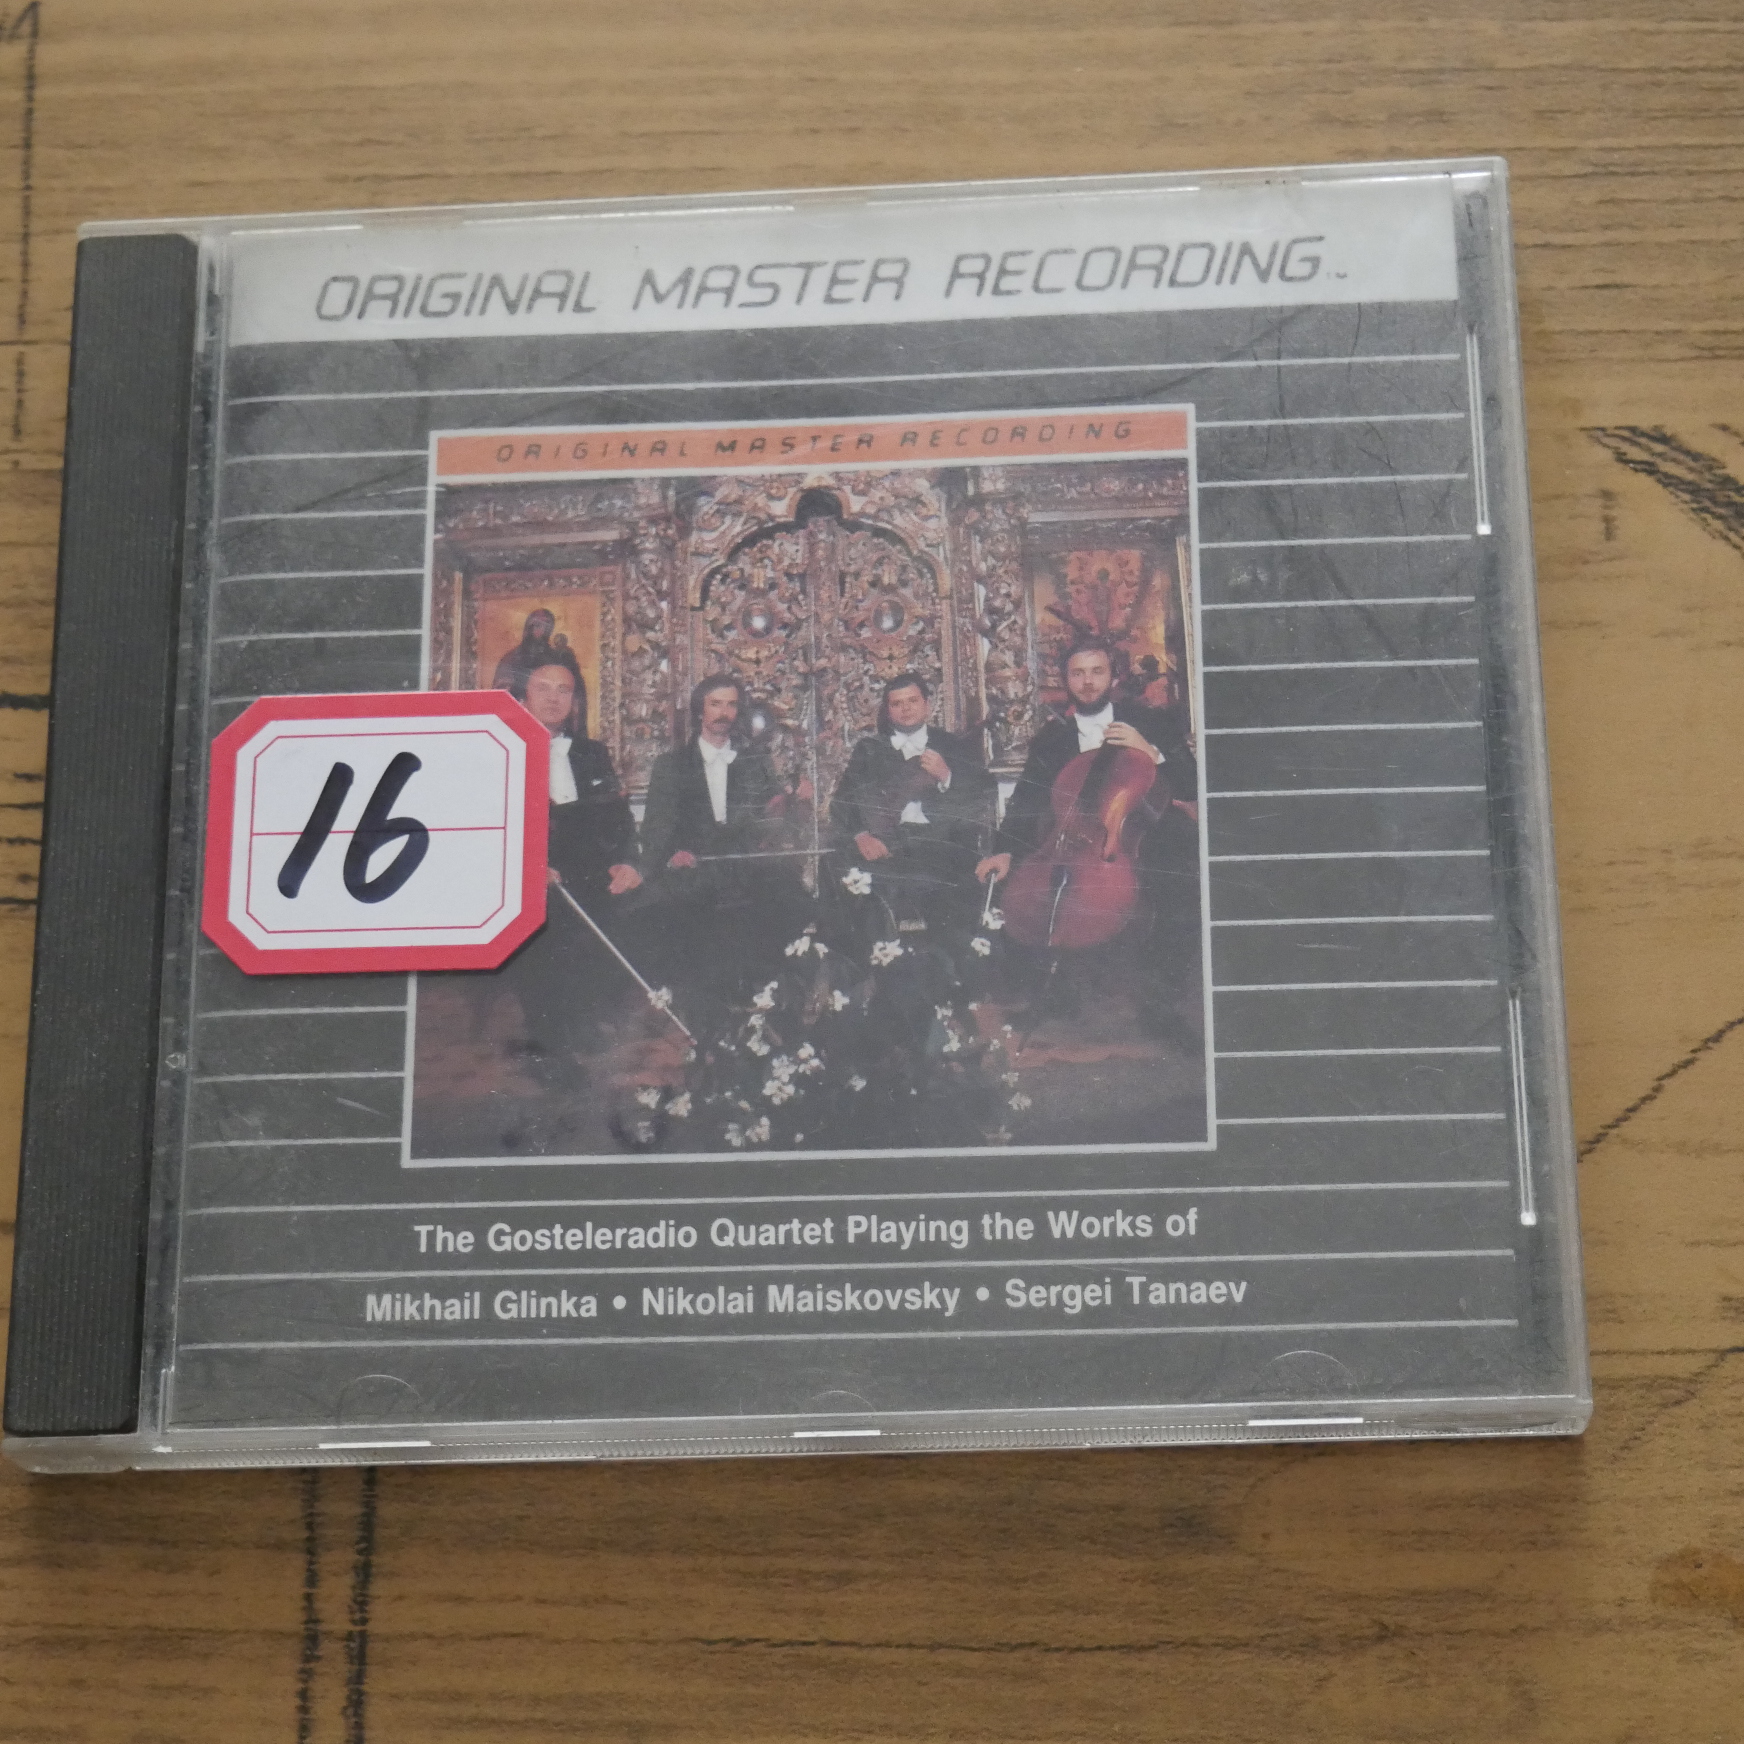 ORIGINAL MASTER RECORDING™
ORIGINAL MASTER RECORDING
16
The Gosteleradio Quartet Playing the Works of
Mikhail Glinka • Nikolai Maiskovsky • Sergei Tanaev